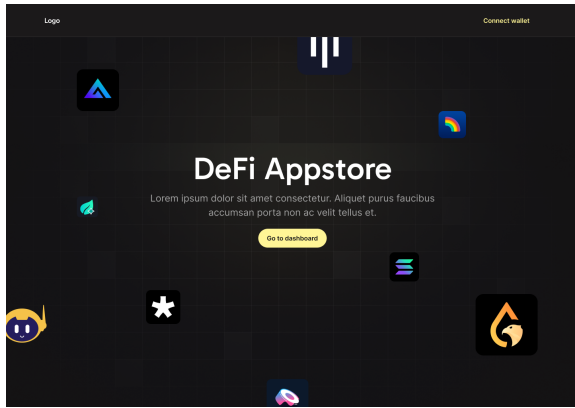 Logo
Connect wallet
DeFi Appstore
Lorem ipsum dolor sit amet consectetur. Aliquet purus faucibus
accumsan porta non ac velit tellus et.
Go to dashboard